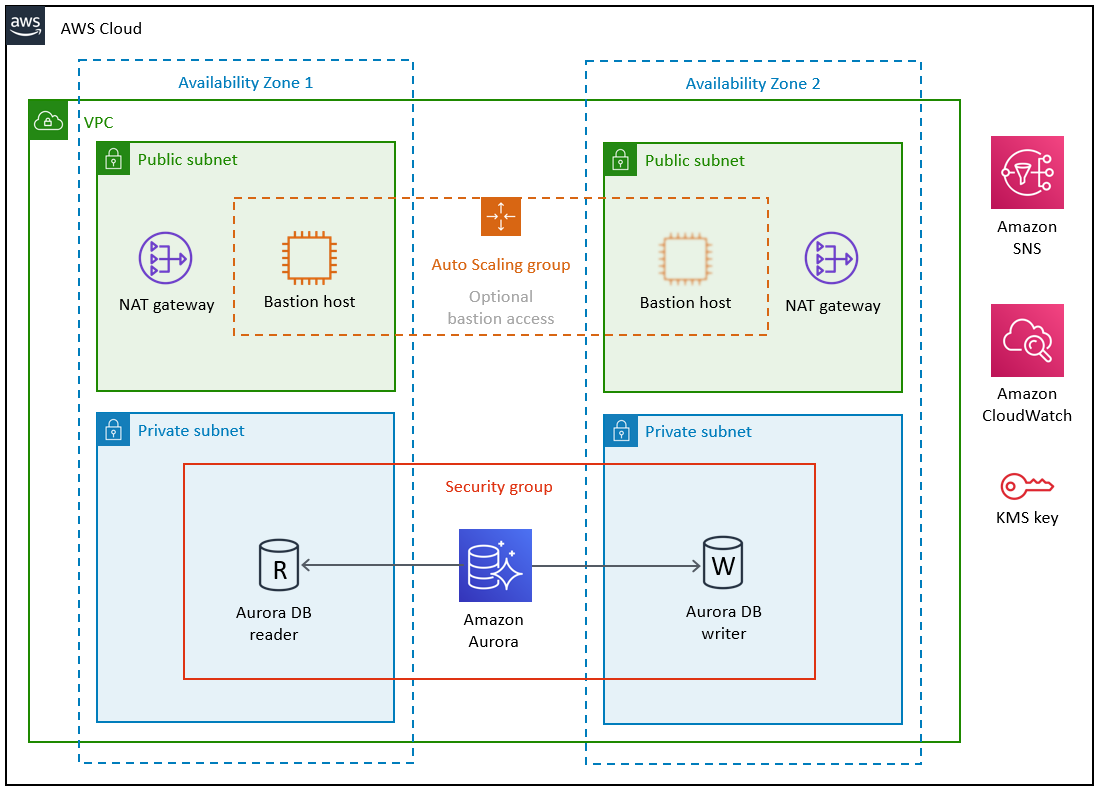 aws
AWS Cloud
Availability Zone 1
Availability Zone 2
VPC
Public subnet
Public subnet
NAT gateway
Bastion host
Auto Scaling group
Optional
bastion access
Bastion host
NAT gateway
Amazon
SNS
Amazon
CloudWatch
KMS key
Private subnet
Private subnet
Security group
R
Aurora DB
reader
Amazon
Aurora
W
Aurora DB
writer